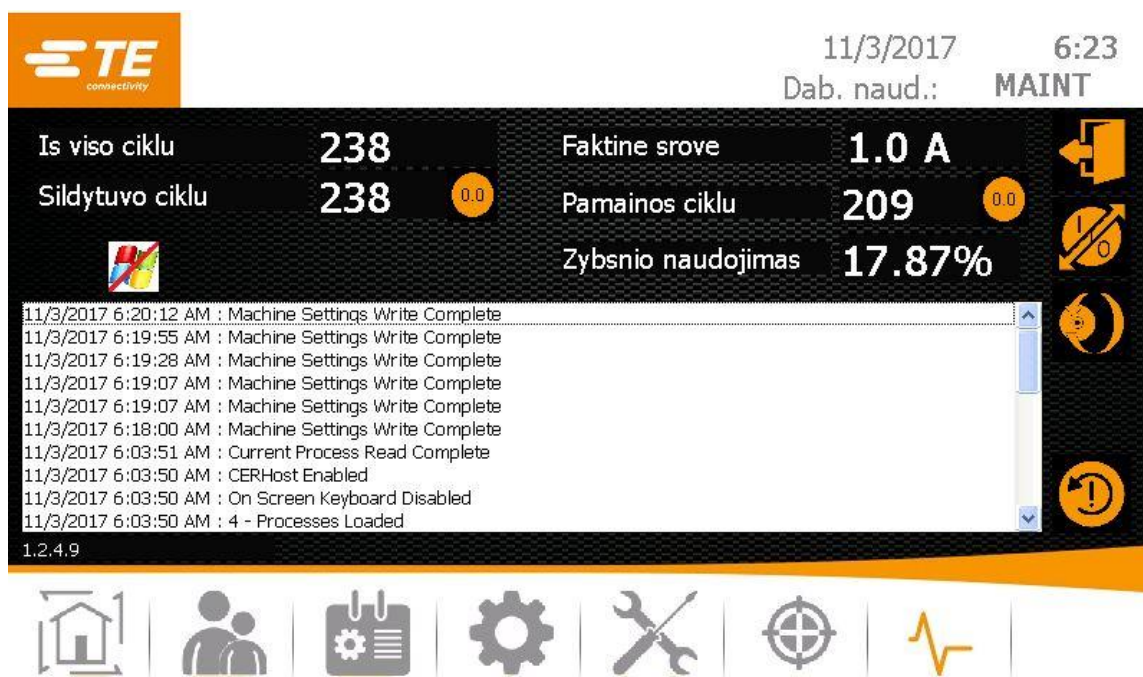 TE
connectivity
11/3/2017 6:23
Dab. naud.: MAINT
Is viso ciklu 238
Faktine srove 1.0 A
Sildytuvo ciklu 238 0.0
Pamainos ciklu 209 0.0
Zybsnio naudojimas 17.87%
I/O
11/3/2017 6:20:12 AM : Machine Settings Write Complete
11/3/2017 6:19:55 AM : Machine Settings Write Complete
11/3/2017 6:19:28 AM : Machine Settings Write Complete
11/3/2017 6:19:07 AM : Machine Settings Write Complete
11/3/2017 6:19:07 AM : Machine Settings Write Complete
11/3/2017 6:18:00 AM : Machine Settings Write Complete
11/3/2017 6:03:51 AM : Current Process Read Complete
11/3/2017 6:03:50 AM : CERHost Enabled
11/3/2017 6:03:50 AM : On Screen Keyboard Disabled
11/3/2017 6:03:50 AM : 4 - Processes Loaded
1.2.4.9